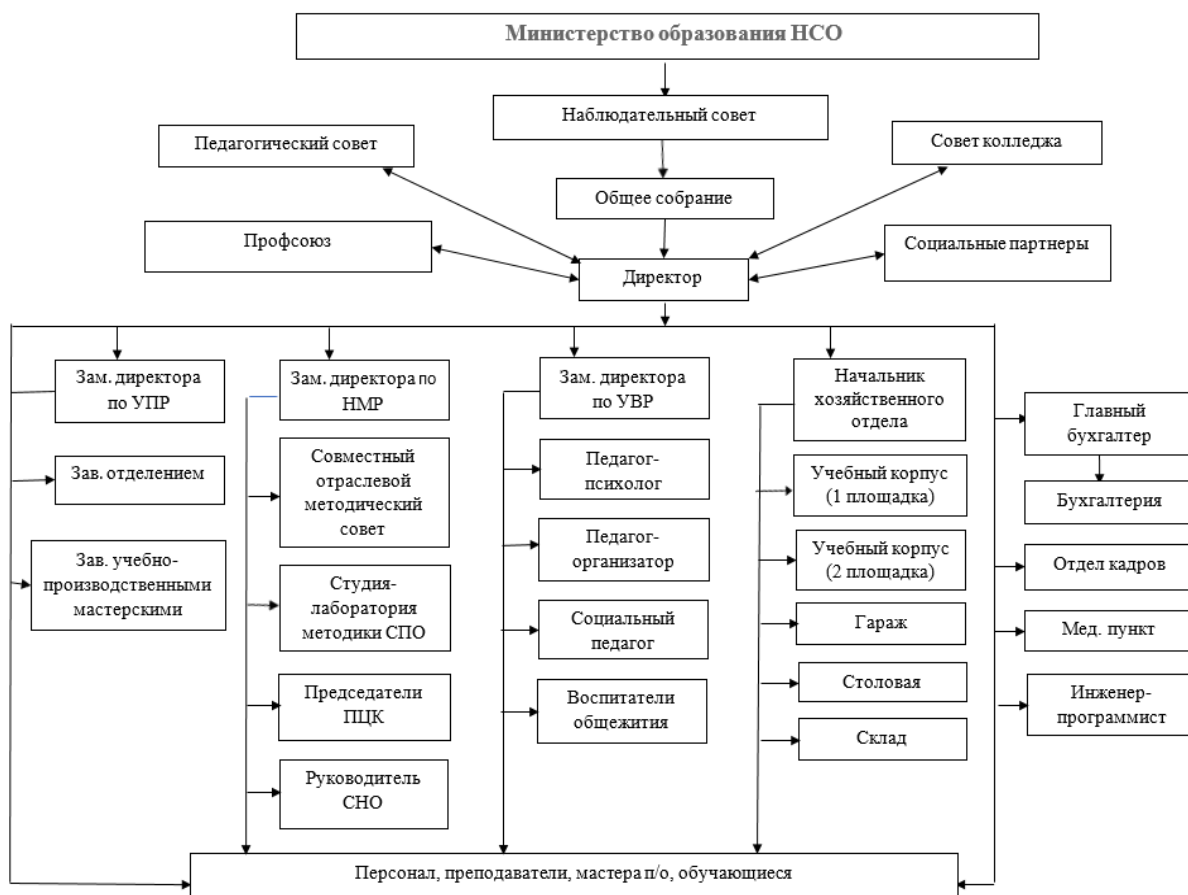 Министерство образования НСО
Наблюдательный совет
Педагогический совет
Совет колледжа
Общее собрание
Профсоюз
Социальные партнеры
Директор
Зам. директора
по УПР
Зав. отделением
Зав. учебно-
производственными
мастерскими
Зам. директора по
НМР
Совместный
отраслевой
методический
совет
Студия-
лаборатория
методики СПО
Председатели
ПЦК
Руководитель
СНО
Зам. директора
по УВР
Педагог-
психолог
Педагог-
организатор
Социальный
педагог
Воспитатели
общежития
Начальник
хозяйственного
отдела
Учебный корпус
(1 площадка)
Учебный корпус
(2 площадка)
Гараж
Столовая
Склад
Главный
бухгалтер
Бухгалтерия
Отдел кадров
Мед. пункт
Инженер-
программист
Персонал, преподаватели, мастера п/о, обучающиеся